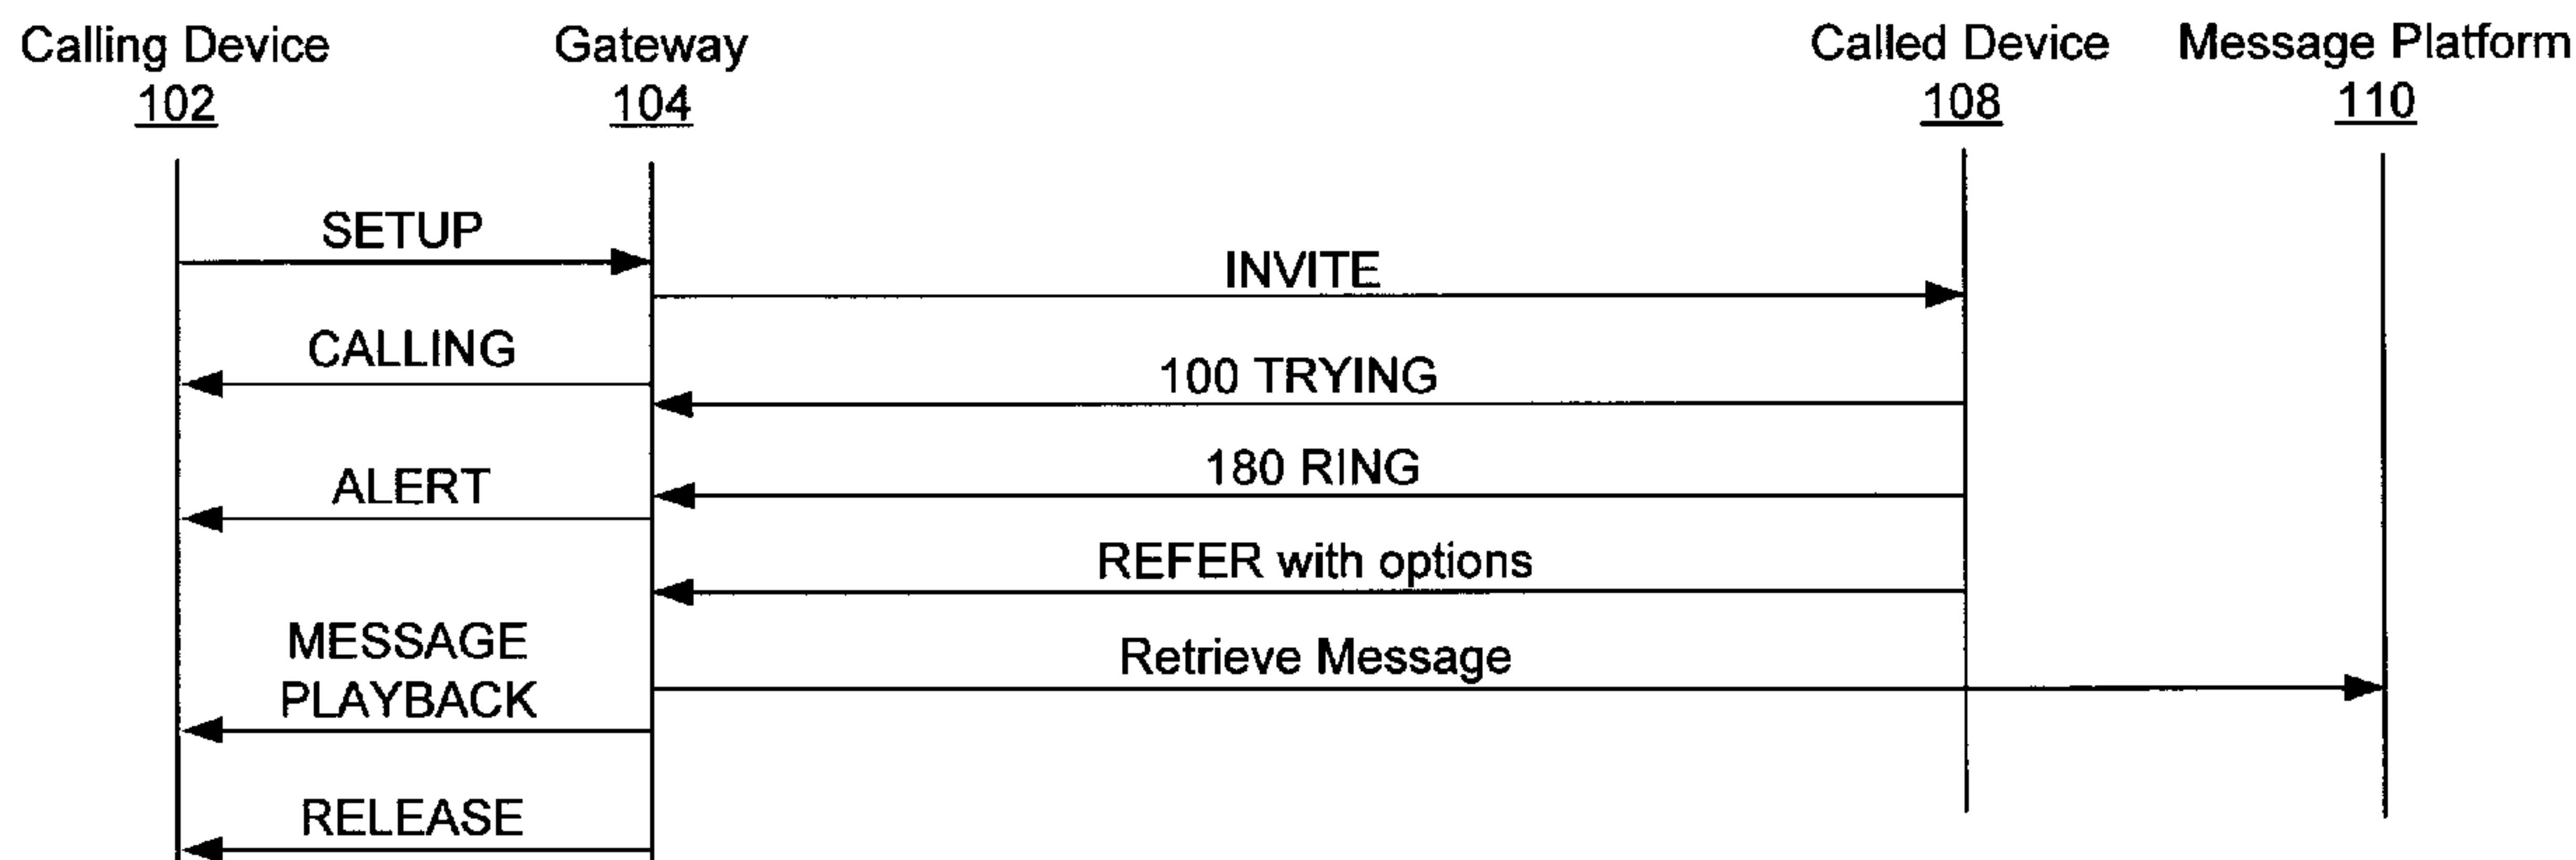 Calling Device
102
Gateway
104
Called Device
108
Message Platform
110
SETUP
INVITE
CALLING
100 TRYING
180 RING
ALERT
REFER with options
MESSAGE
PLAYBACK
Retrieve Message
RELEASE